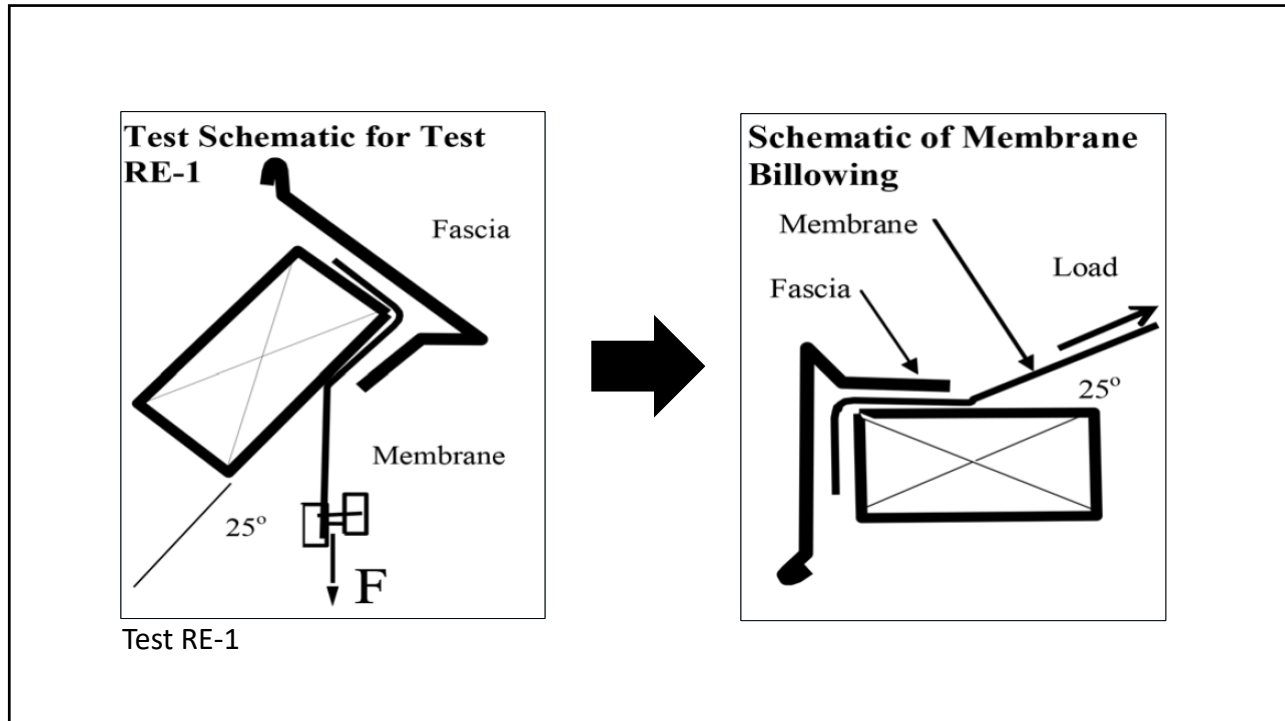 Test Schematic for Test
RE-1
Fascia
Membrane
25°
F
Test RE-1
Schematic of Membrane
Billowing
Membrane
Load
Fascia
25°